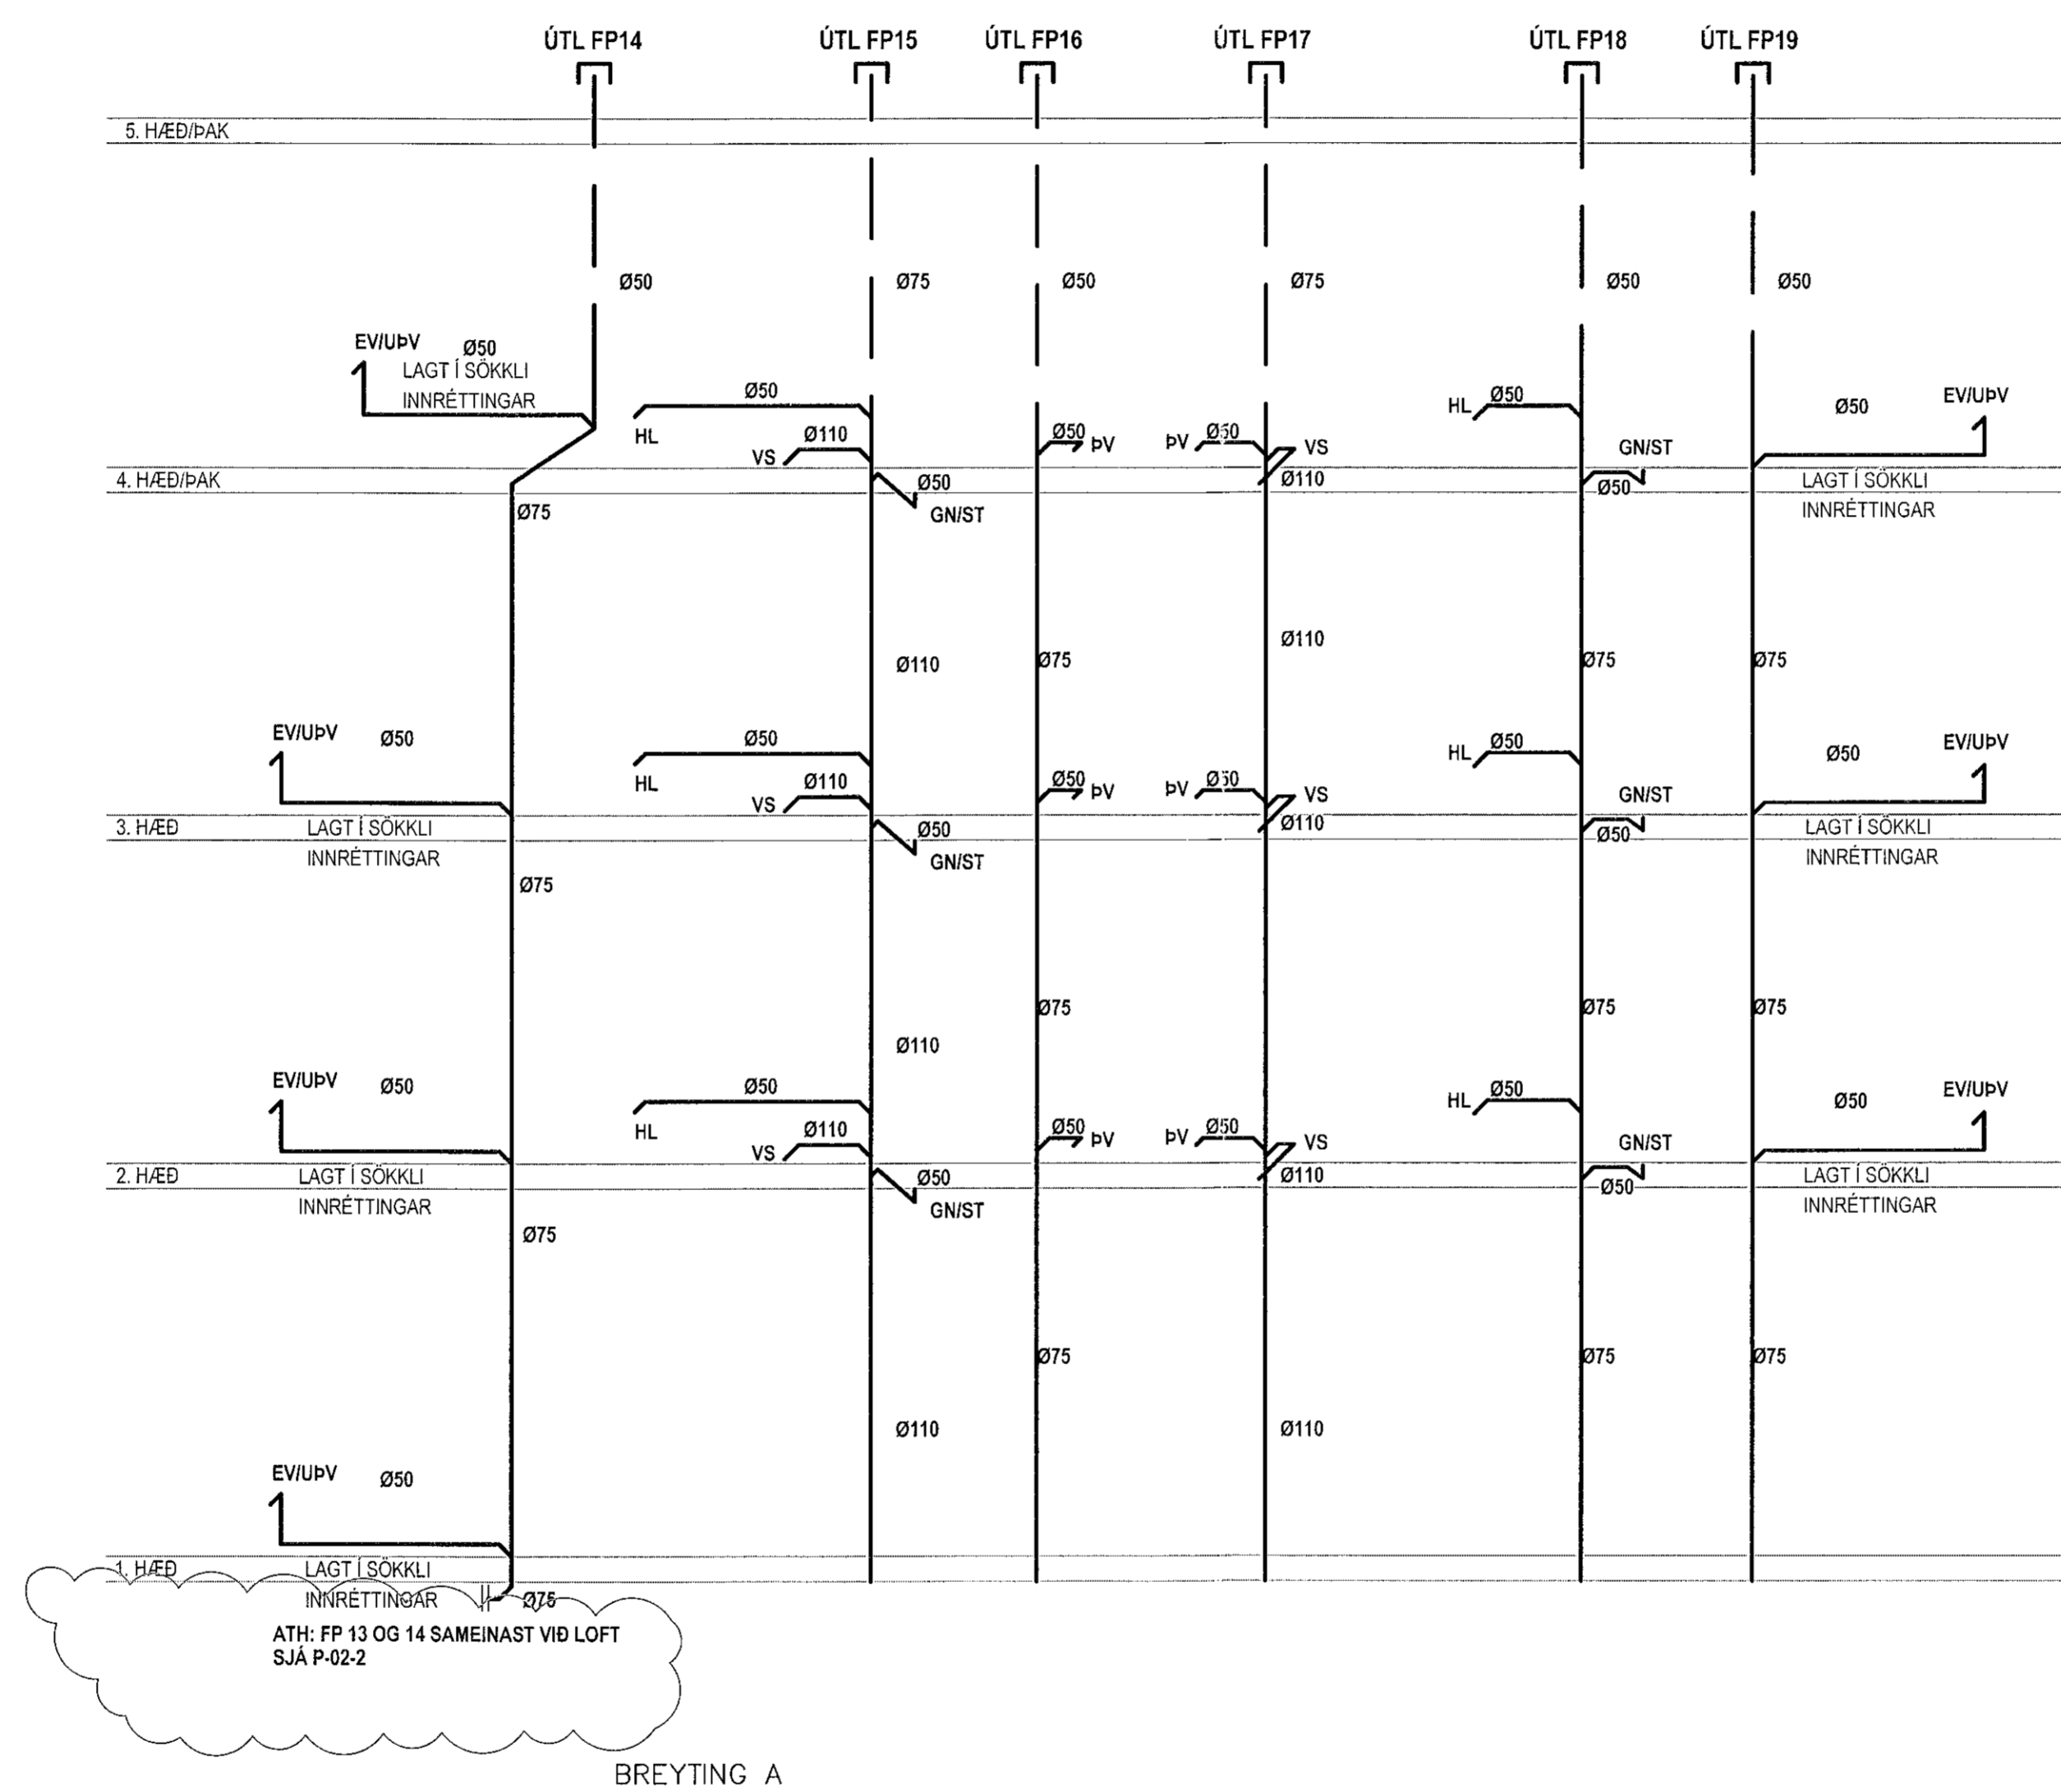 ÚTL FP14 ÚTL FP15 ÚTL FP16 ÚTL FP17 ÚTL FP18 ÚTL FP19
5. HÆÐ/ÞAK
Ø50 Ø75 Ø50 Ø75 Ø50 Ø50
EV/UÞV Ø50
LAGT Í SÖKKLI
INNRÉTTINGAR
Ø50
HL
Ø110
VS
Ø50
GN/ST
Ø50 ÞV
ÞV Ø50
VS
Ø110
HL Ø50
GN/ST
Ø50
Ø50 EV/UÞV
4. HÆÐ/ÞAK
LAGT Í SÖKKLI
INNRÉTTINGAR
Ø75
Ø110 Ø75 Ø110 Ø75 Ø75
EV/UÞV Ø50
Ø50
HL
Ø110
VS
Ø50
GN/ST
Ø50 ÞV
ÞV Ø50
VS
Ø110
HL Ø50
GN/ST
Ø50
Ø50 EV/UÞV
3. HÆÐ
LAGT Í SÖKKLI
INNRÉTTINGAR
LAGT Í SÖKKLI
INNRÉTTINGAR
Ø75
Ø75 Ø75 Ø75
Ø110
EV/UÞV Ø50
Ø50
HL
Ø110
VS
Ø50
GN/ST
Ø50 ÞV
ÞV Ø50
VS
Ø110
HL Ø50
GN/ST
Ø50
Ø50 EV/UÞV
2. HÆÐ
LAGT Í SÖKKLI
INNRÉTTINGAR
LAGT Í SÖKKLI
INNRÉTTINGAR
Ø75
Ø75 Ø75 Ø75
Ø110 Ø110
EV/UÞV Ø50
1. HÆÐ
LAGT Í SÖKKLI
INNRÉTTINGAR
Ø75
ATH: FP 13 OG 14 SAMEINAST VIÐ LOFT
SJÁ P-02-2
BREYTING A